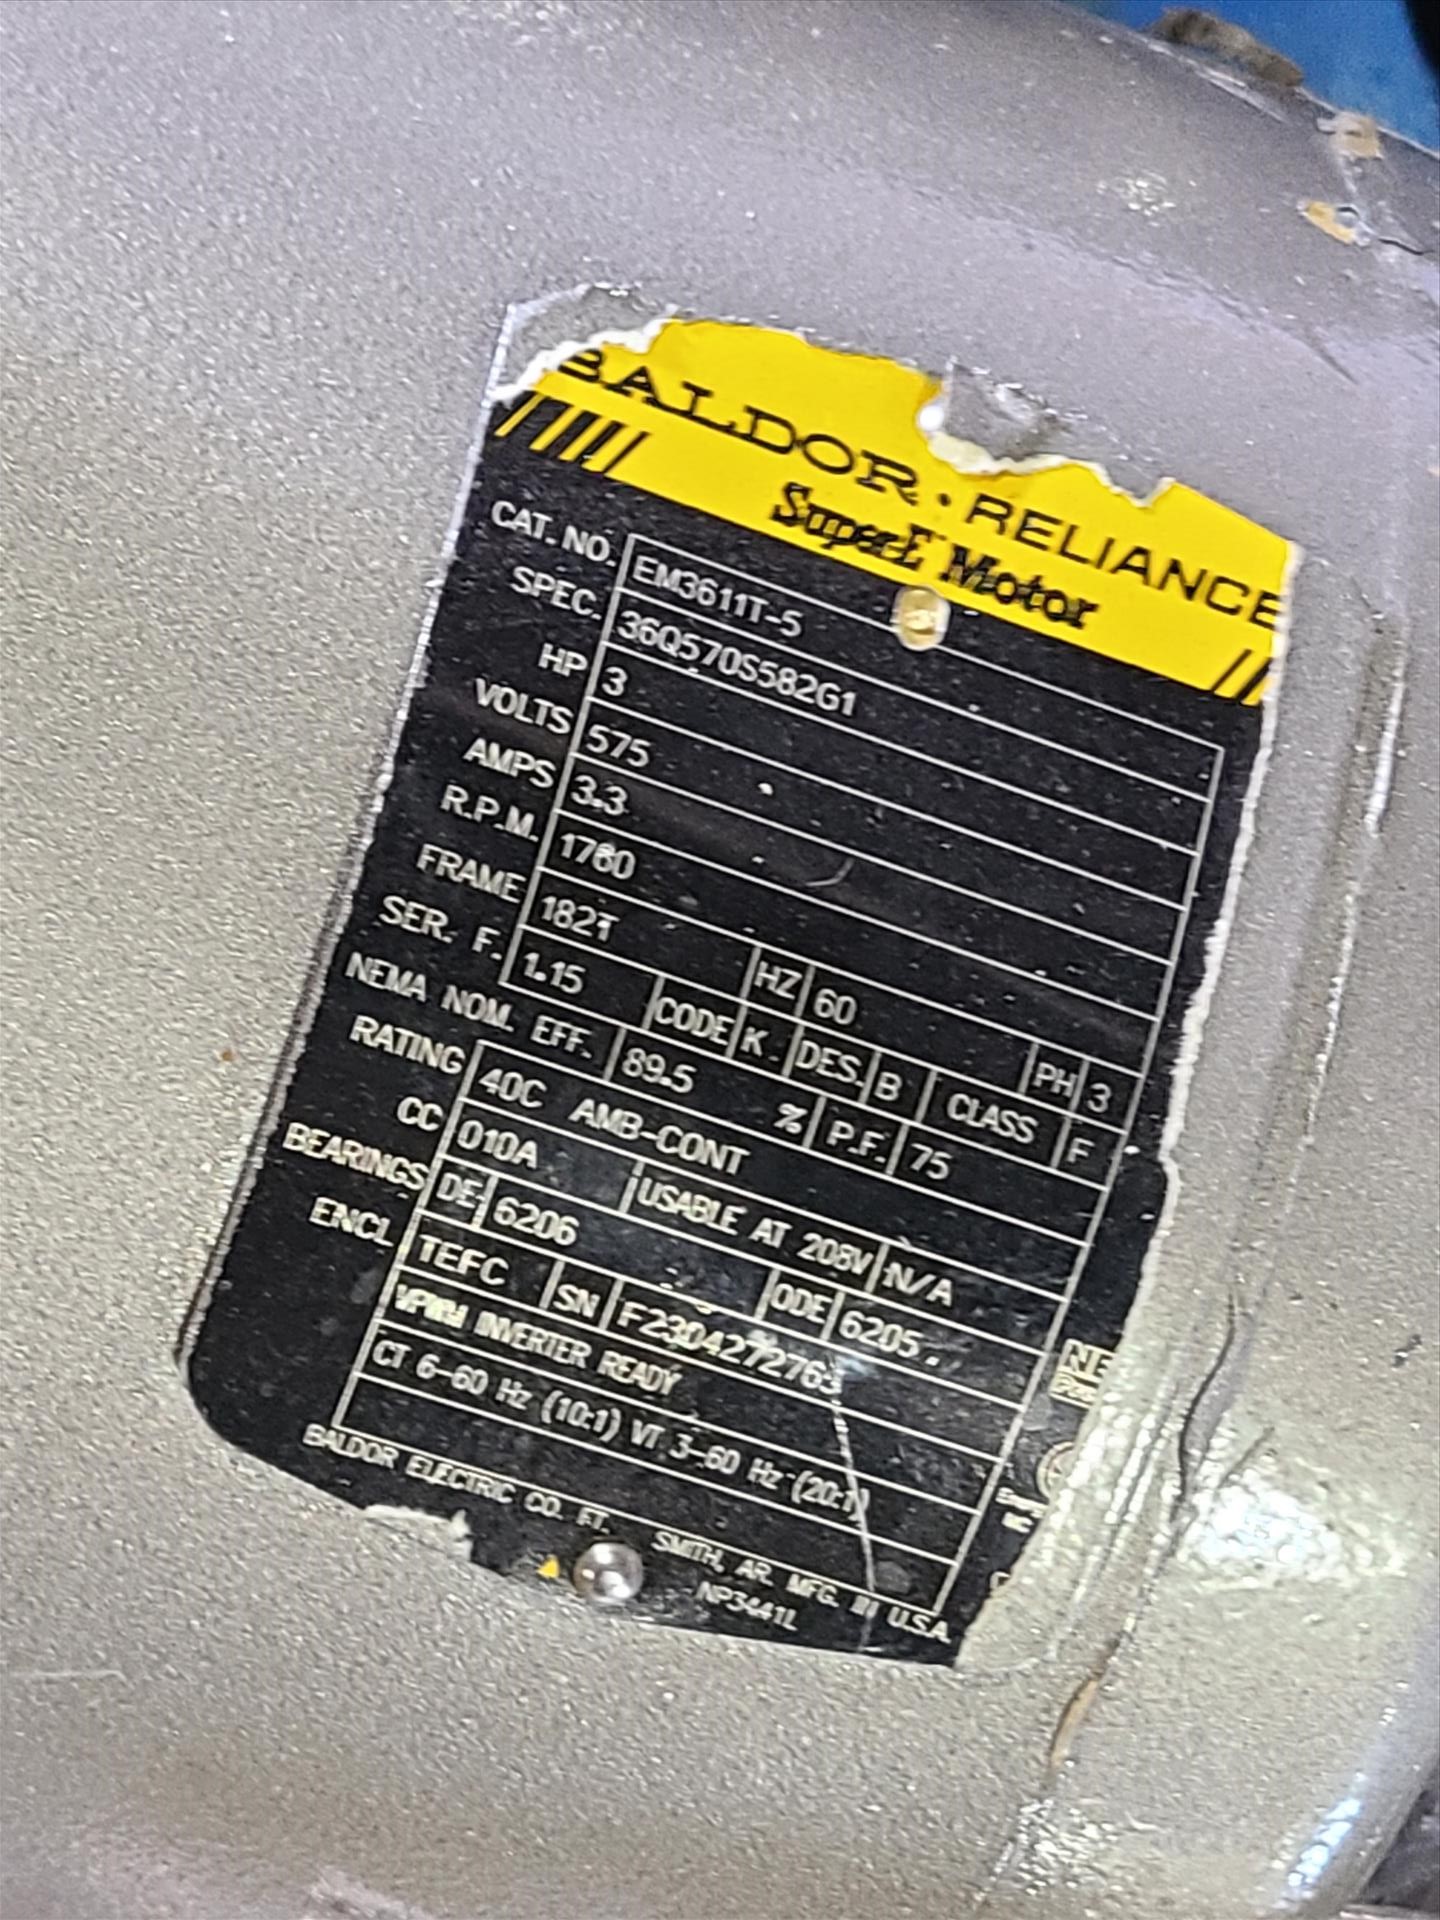 BALDOR · RELIANCE
Super-E Motor
CAT. NO. EM3611T-5
SPEC. 36Q570S582G1
HP 3
VOLTS 575
AMPS 3.3
R.P.M. 1760
FRAME 182T HZ 60 PH 3
SER. F. 1.15 CODE K DES. B CLASS F
NEMA NOM. EFF. 89.5 % P.F. 75
RATING 40C AMB-CONT
CC 010A USABLE AT 208V N/A
BEARINGS DE 6206 ODE 6205
ENCL TEFC SN F2304272765
VPWM INVERTER READY
CT 6-60 Hz (10:1) VT 3-60 Hz (20:1)
BALDOR ELECTRIC CO. FT. SMITH, AR. MFG. IN U.S.A.
NP3441L